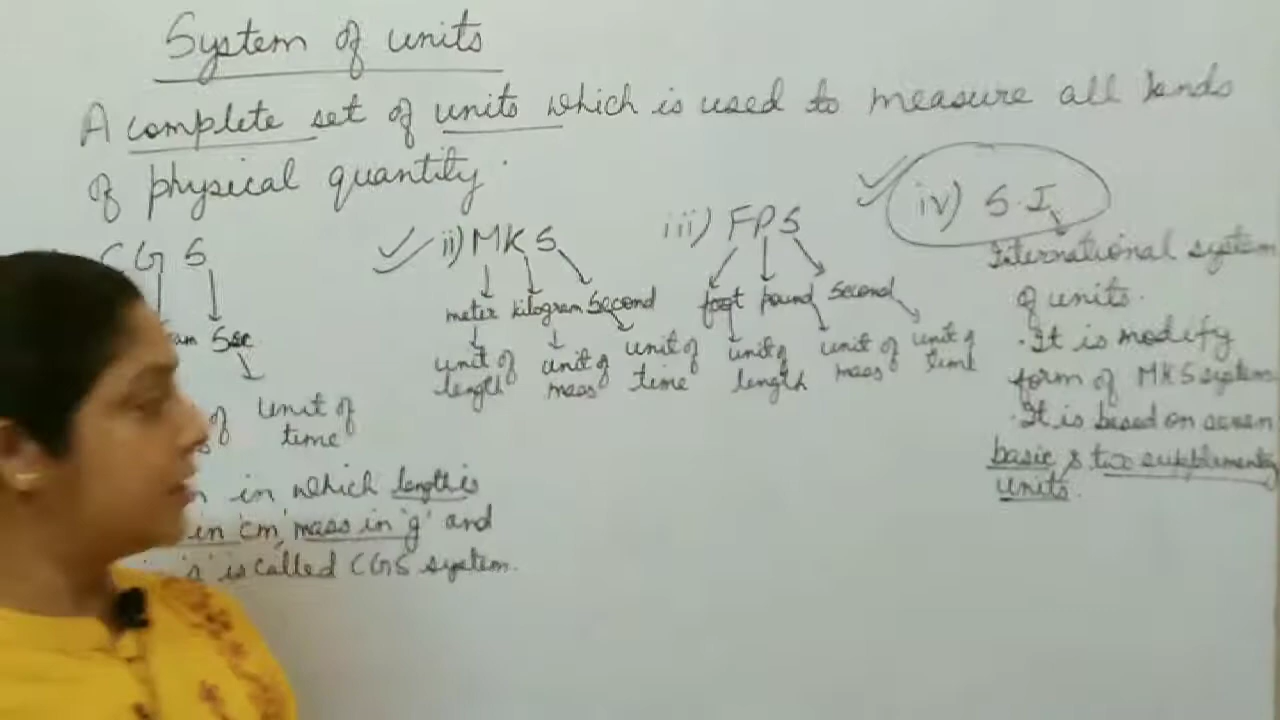 System of units
A complete set of units which is used to measure all kinds
of physical quantity.
C G S
Sec
of
Unit of
time
in which length is
in 'cm', mass in 'g' and
is called CGS system.
ii) M K S
meter kilogram Second
unit of length
unit of mass
unit of time
iii) FPS
foot pound Second
unit of length
unit of mass
unit of time
iv) S.I
International system
of units.
· It is modify
form of MKS system
· It is based on seven
basic & two supplementary
units.